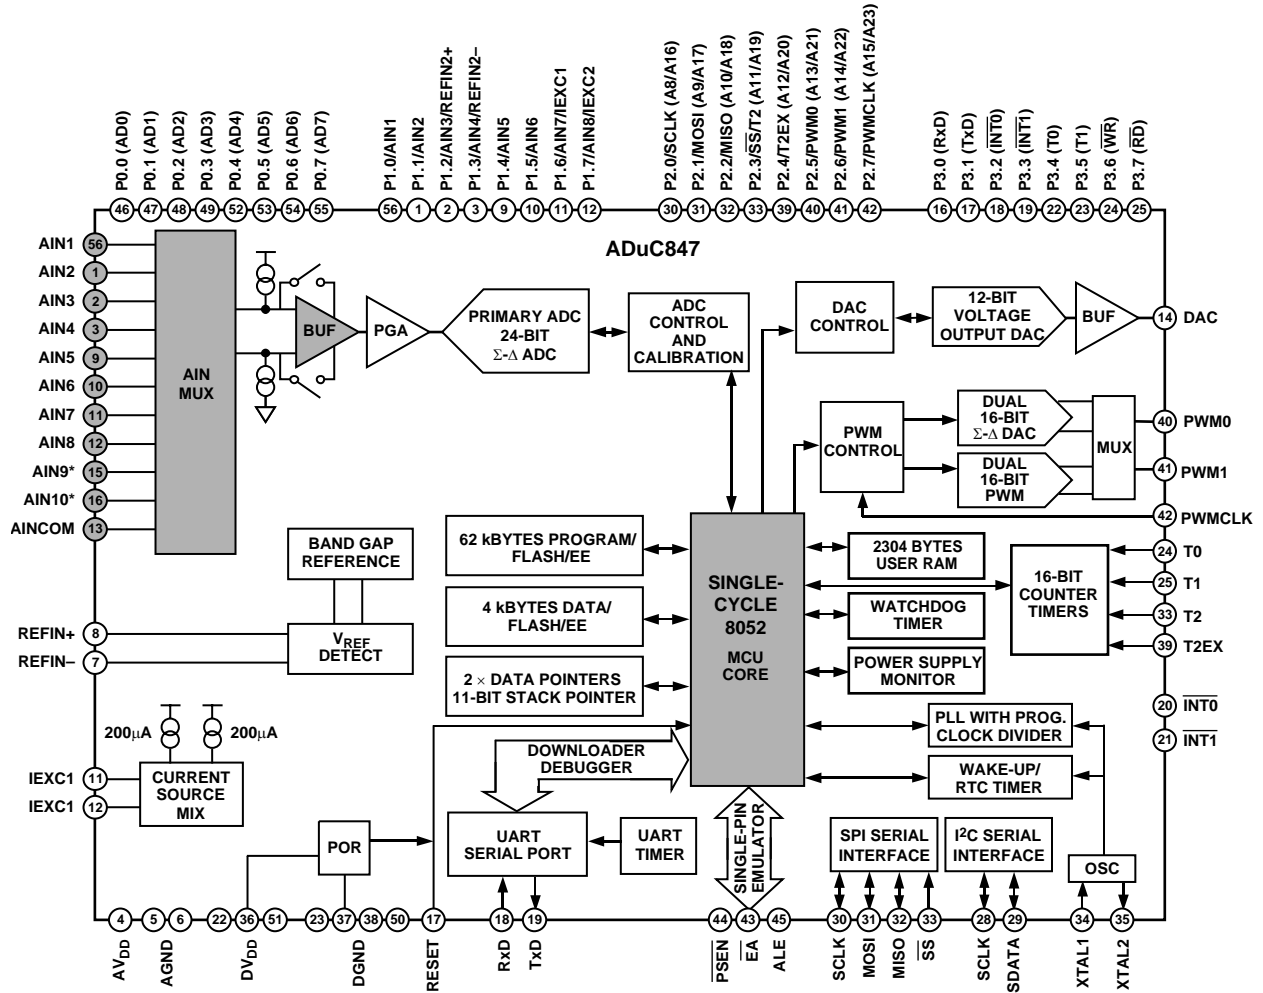 P0.0 (AD0)
P0.1 (AD1)
P0.2 (AD2)
P0.3 (AD3)
P0.4 (AD4)
P0.5 (AD5)
P0.6 (AD6)
P0.7 (AD7)
P1.0/AIN1
P1.1/AIN2
P1.2/AIN3/REFIN2+
P1.3/AIN4/REFIN2–
P1.4/AIN5
P1.5/AIN6
P1.6/AIN7/IEXC1
P1.7/AIN8/IEXC2
P2.0/SCLK (A8/A16)
P2.1/MOSI (A9/A17)
P2.2/MISO (A10/A18)
P2.3/S̅S̅/T2 (A11/A19)
P2.4/T2EX (A12/A20)
P2.5/PWM0 (A13/A21)
P2.6/PWM1 (A14/A22)
P2.7/PWMCLK (A15/A23)
P3.0 (RxD)
P3.1 (TxD)
P3.2 (I̅N̅T̅0̅)
P3.3 (I̅N̅T̅1̅)
P3.4 (T0)
P3.5 (T1)
P3.6 (W̅R̅)
P3.7 (R̅D̅)
46 47 48 49 52 53 54 55 56 1 2 3 9 10 11 12 30 31 32 33 39 40 41 42 16 17 18 19 22 23 24 25
ADuC847
AIN1 56
AIN2 1
AIN3 2
AIN4 3
AIN5 9
AIN6 10
AIN7 11
AIN8 12
AIN9* 15
AIN10* 16
AINCOM 13
AIN
MUX
BUF
PGA
PRIMARY ADC
24-BIT
Σ-Δ ADC
ADC
CONTROL
AND
CALIBRATION
DAC
CONTROL
12-BIT
VOLTAGE
OUTPUT DAC
BUF
14 DAC
PWM
CONTROL
DUAL
16-BIT
Σ-Δ DAC
DUAL
16-BIT
PWM
MUX
40 PWM0
41 PWM1
42 PWMCLK
BAND GAP
REFERENCE
VREF
DETECT
REFIN+ 8
REFIN– 7
62 kBYTES PROGRAM/
FLASH/EE
4 kBYTES DATA/
FLASH/EE
2 × DATA POINTERS
11-BIT STACK POINTER
SINGLE-
CYCLE
8052
MCU
CORE
2304 BYTES
USER RAM
WATCHDOG
TIMER
POWER SUPPLY
MONITOR
16-BIT
COUNTER
TIMERS
24 T0
25 T1
33 T2
39 T2EX
20 I̅N̅T̅0̅
21 I̅N̅T̅1̅
PLL WITH PROG.
CLOCK DIVIDER
WAKE-UP/
RTC TIMER
200μA
200μA
IEXC1 11
IEXC1 12
CURRENT
SOURCE
MIX
DOWNLOADER
DEBUGGER
POR
UART
SERIAL PORT
UART
TIMER
SINGLE-PIN
EMULATOR
SPI SERIAL
INTERFACE
I2C SERIAL
INTERFACE
OSC
4 5 6 22 36 51 23 37 38 50 17 18 19 44 43 45 30 31 32 33 28 29 34 35
AVDD
AGND
DVDD
DGND
RESET
RxD
TxD
P̅S̅E̅N̅
E̅A̅
ALE
SCLK
MOSI
MISO
S̅S̅
SCLK
SDATA
XTAL1
XTAL2